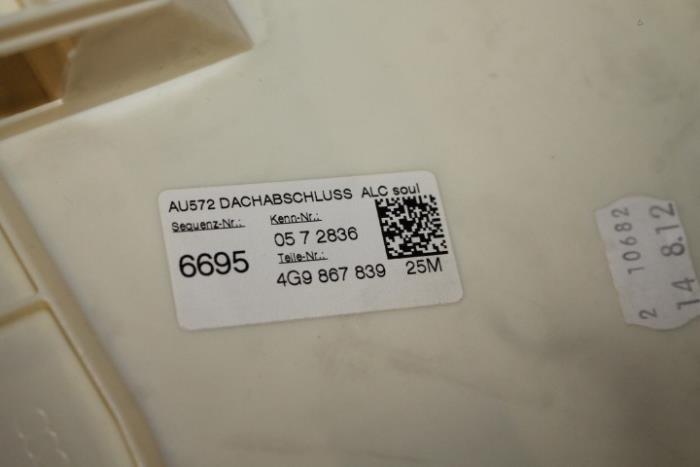 AU572 DACHABSCHLUSS ALC soul
Sequenz-Nr.: Kenn-Nr.:
6695 05 7 2836
Teile-Nr.:
4G9 867 839 25M
2 10682
14 8.12